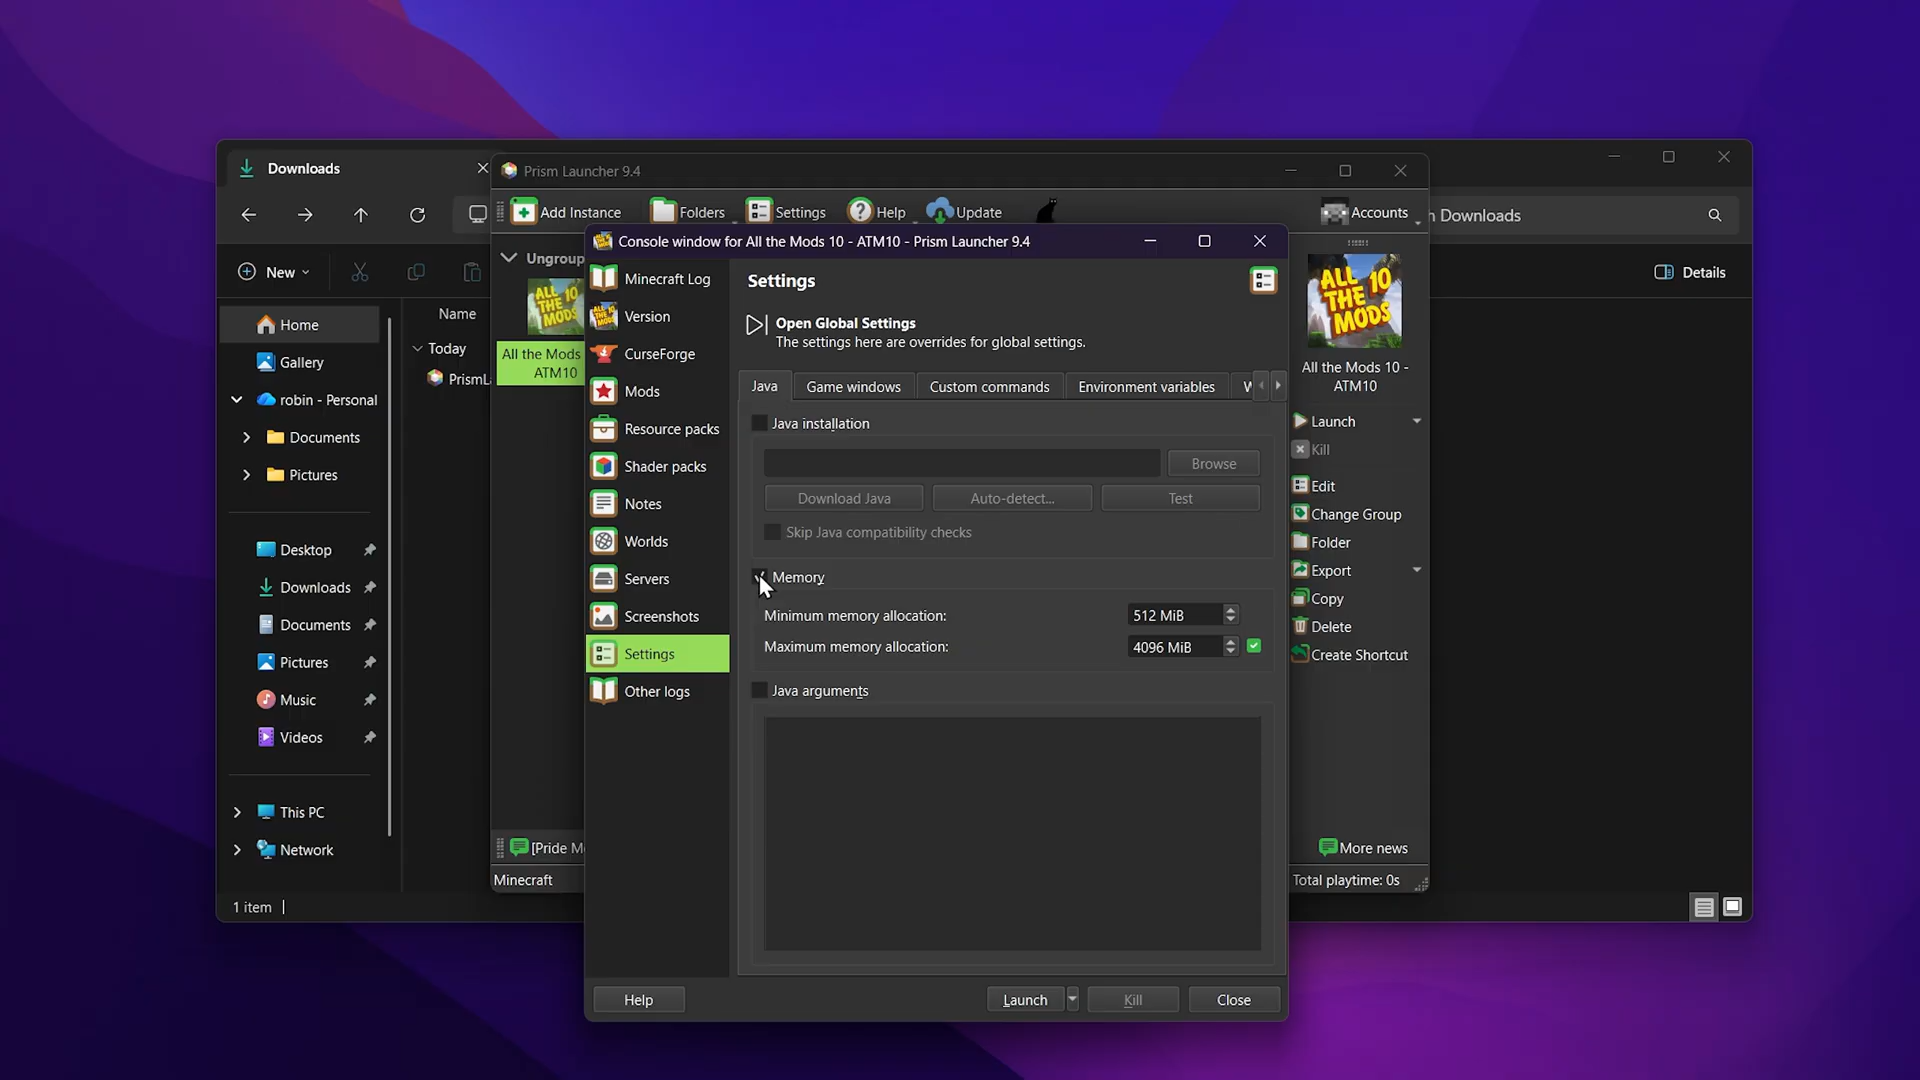 Downloads
Prism Launcher 9.4
Add Instance
Folders
Settings
Help
Update
Accounts
Downloads
Console window for All the Mods 10 - ATM10 - Prism Launcher 9.4
New
Details
Home
Gallery
robin - Personal
Documents
Pictures
Desktop
Downloads
Documents
Pictures
Music
Videos
This PC
Network
1 item
Name
Today
PrismL
Ungroup
ALL THE 10 MODS
All the Mods
ATM10
[Pride M
Minecraft
Minecraft Log
Version
CurseForge
Mods
Resource packs
Shader packs
Notes
Worlds
Servers
Screenshots
Settings
Other logs
Settings
Open Global Settings
The settings here are overrides for global settings.
Java
Game windows
Custom commands
Environment variables
Java installation
Browse
Download Java
Auto-detect...
Test
Skip Java compatibility checks
Memory
Minimum memory allocation:
512 MiB
Maximum memory allocation:
4096 MiB
Java arguments
Help
Launch
Kill
Close
ALL 10 THE MODS
All the Mods 10 -
ATM10
Launch
Kill
Edit
Change Group
Folder
Export
Copy
Delete
Create Shortcut
More news
Total playtime: 0s